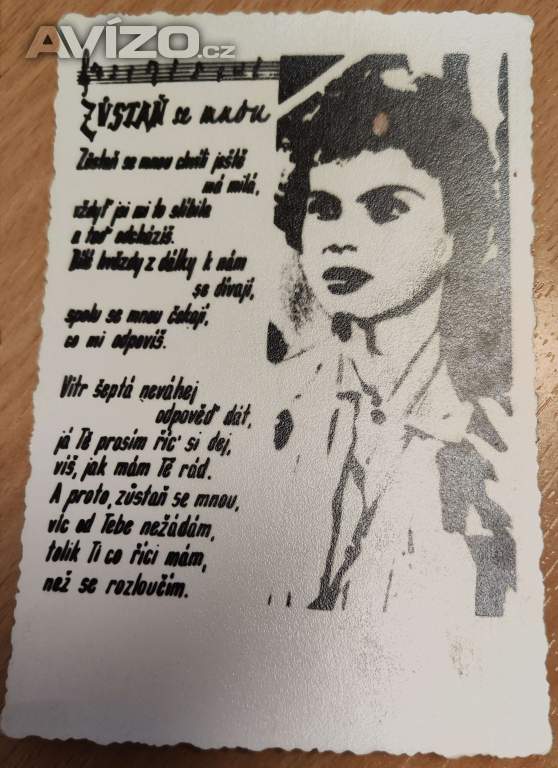 AVÍZO.cz
ZŮSTAŇ se mnou
Zůstaň se mnou chvíli ještě
má milá,
vždyť jsi mi to slíbila
a teď odcházíš.
hvězdy z dálky k nám
se dívají,
spolu se mnou čekají,
co mi odpovíš.
Vítr šeptá neváhej
odpověď dát,
já Tě prosím říc' si dej,
víš, jak mám Tě rád.
A proto, zůstaň se mnou,
víc od Tebe nežádám,
tolik Ti co říci mám,
než se rozloučím.